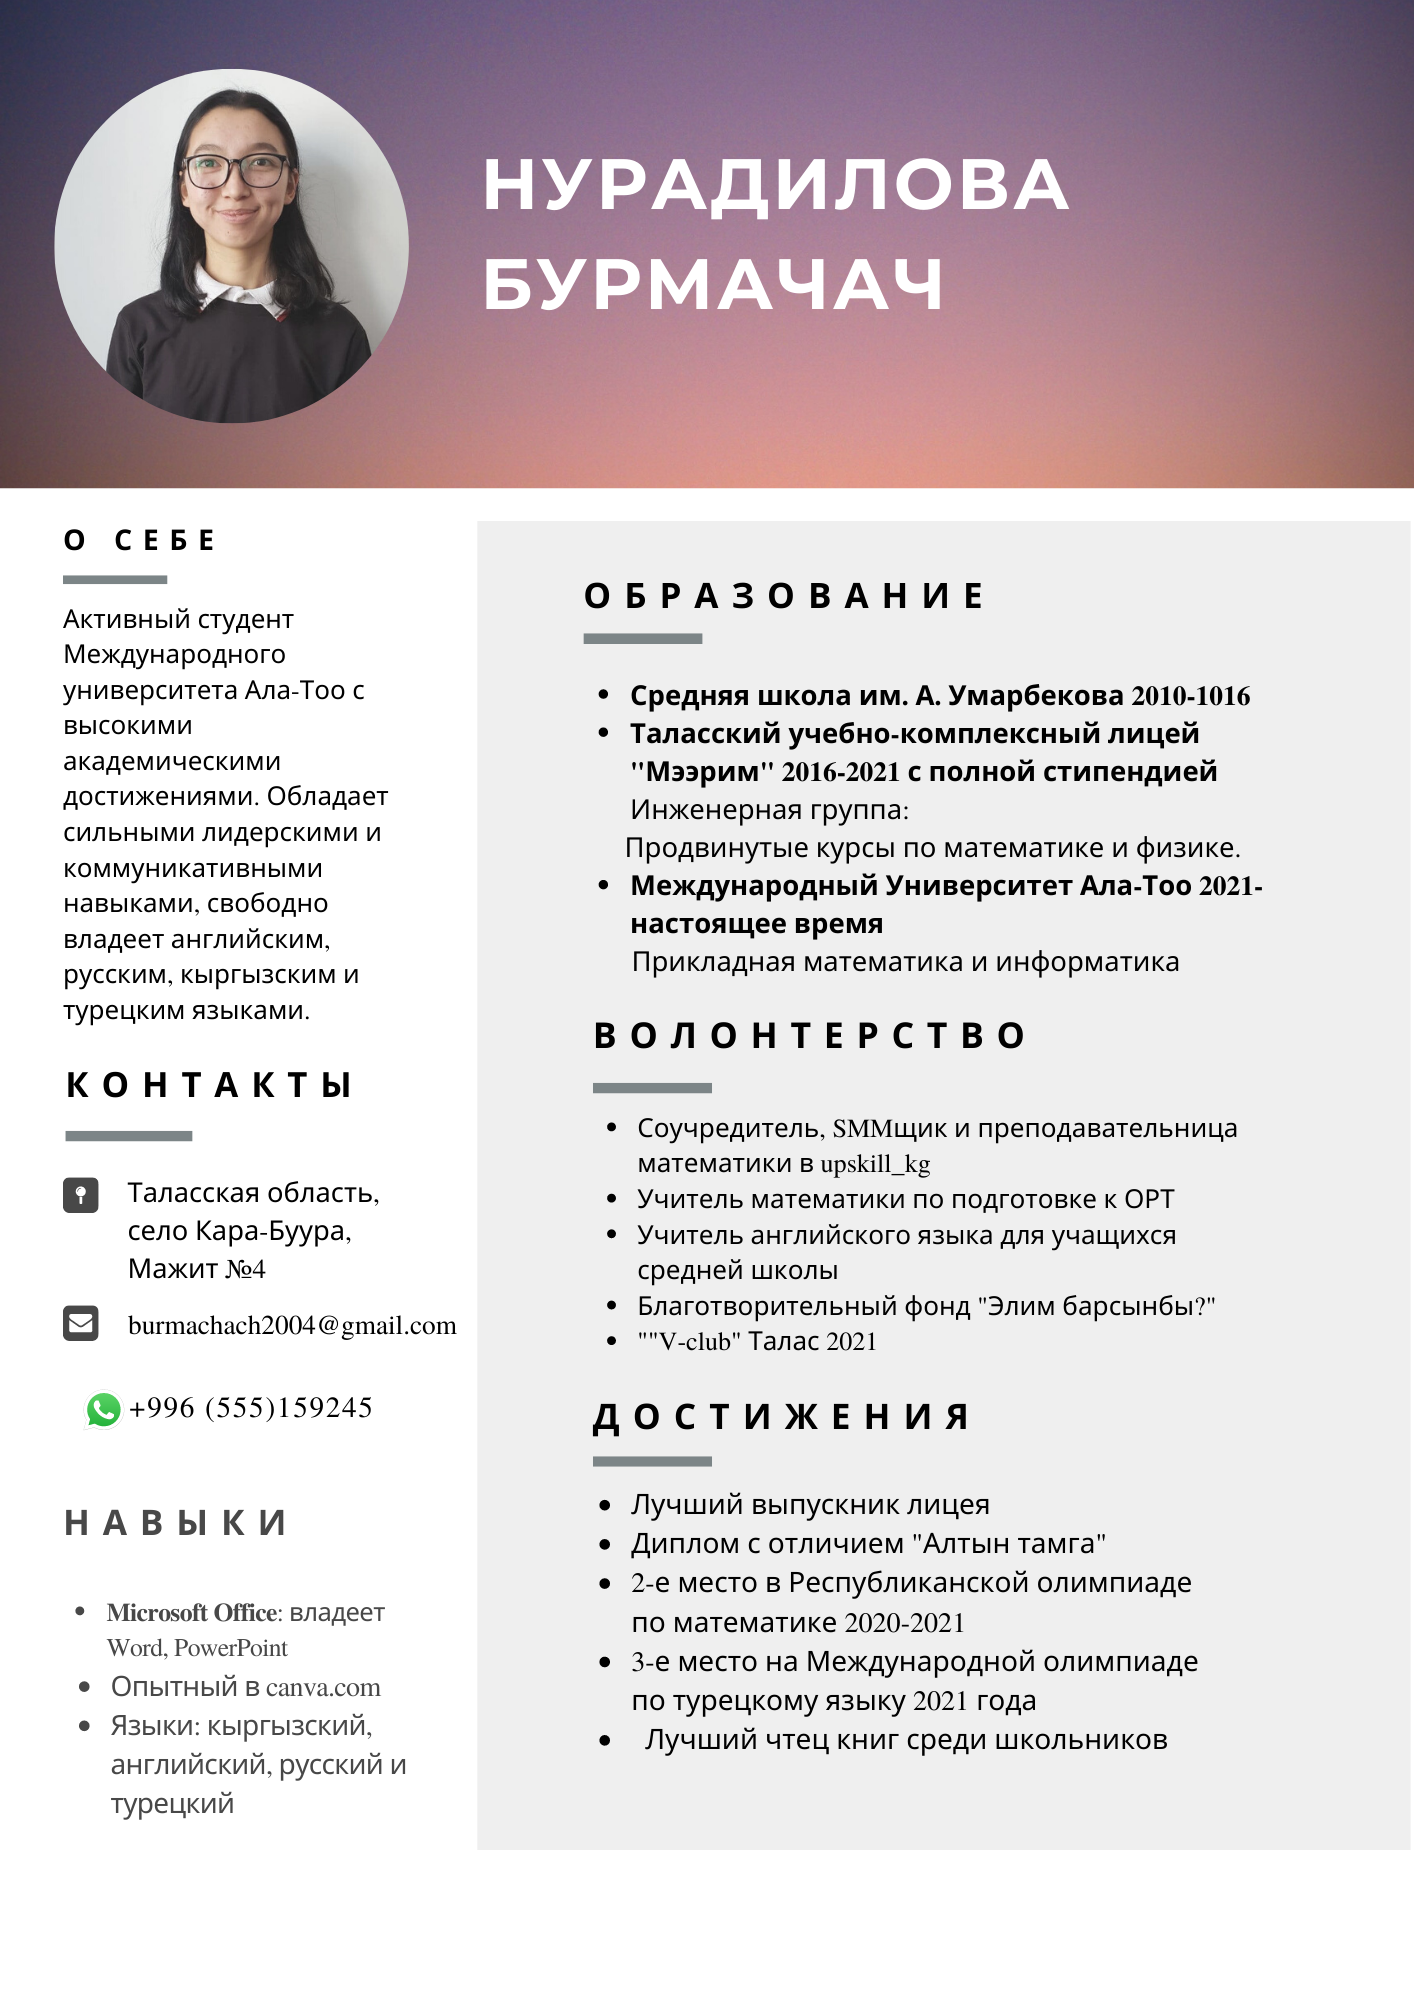 НУРАДИЛОВА
БУРМАЧАЧ
О СЕБЕ
Активный студент
Международного
университета Ала-Тоо с
высокими
академическими
достижениями. Обладает
сильными лидерскими и
коммуникативными
навыками, свободно
владеет английским,
русским, кыргызским и
турецким языками.
КОНТАКТЫ
Таласская область,
село Кара-Буура,
Мажит №4
burmachach2004@gmail.com
+996 (555)159245
НАВЫКИ
Microsoft Office: владеет
Word, PowerPoint
Опытный в canva.com
Языки: кыргызский,
английский, русский и
турецкий
ОБРАЗОВАНИЕ
Средняя школа им. А. Умарбекова 2010-1016
Таласский учебно-комплексный лицей
"Мээрим" 2016-2021 с полной стипендией
Инженерная группа:
Продвинутые курсы по математике и физике.
Международный Университет Ала-Тоо 2021-
настоящее время
Прикладная математика и информатика
ВОЛОНТЕРСТВО
Соучредитель, SMMщик и преподавательница
математики в upskill_kg
Учитель математики по подготовке к ОРТ
Учитель английского языка для учащихся
средней школы
Благотворительный фонд "Элим барсынбы?"
""V-club" Талас 2021
ДОСТИЖЕНИЯ
Лучший выпускник лицея
Диплом с отличием "Алтын тамга"
2-е место в Республиканской олимпиаде
по математике 2020-2021
3-е место на Международной олимпиаде
по турецкому языку 2021 года
Лучший чтец книг среди школьников